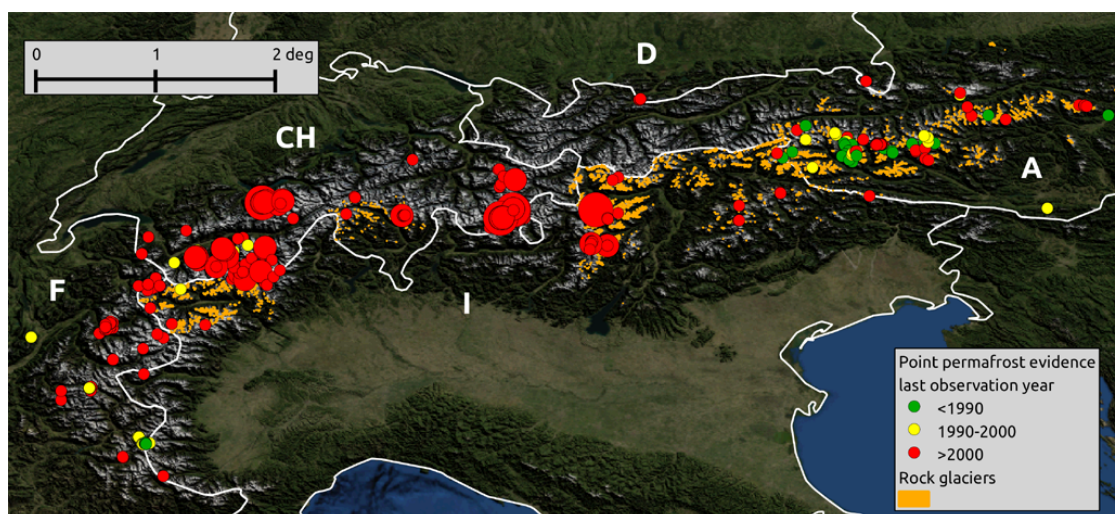 0 1 2 deg
D
CH
A
F
I
Point permafrost evidence
last observation year
<1990
1990-2000
>2000
Rock glaciers